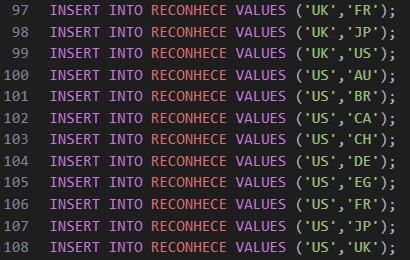 97 INSERT INTO RECONHECE VALUES ('UK','FR');
98 INSERT INTO RECONHECE VALUES ('UK','JP');
99 INSERT INTO RECONHECE VALUES ('UK','US');
100 INSERT INTO RECONHECE VALUES ('US','AU');
101 INSERT INTO RECONHECE VALUES ('US','BR');
102 INSERT INTO RECONHECE VALUES ('US','CA');
103 INSERT INTO RECONHECE VALUES ('US','CH');
104 INSERT INTO RECONHECE VALUES ('US','DE');
105 INSERT INTO RECONHECE VALUES ('US','EG');
106 INSERT INTO RECONHECE VALUES ('US','FR');
107 INSERT INTO RECONHECE VALUES ('US','JP');
108 INSERT INTO RECONHECE VALUES ('US','UK');